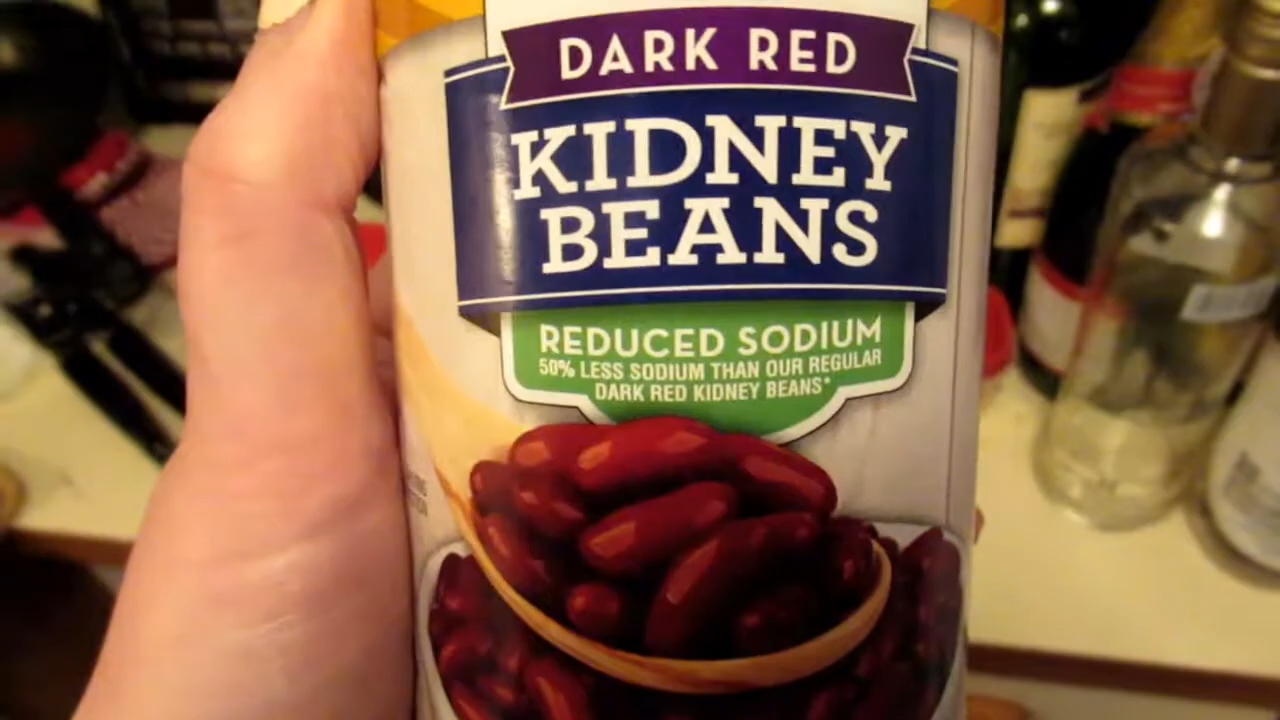 DARK RED
KIDNEY
BEANS
REDUCED SODIUM
50% LESS SODIUM THAN OUR REGULAR
DARK RED KIDNEY BEANS*